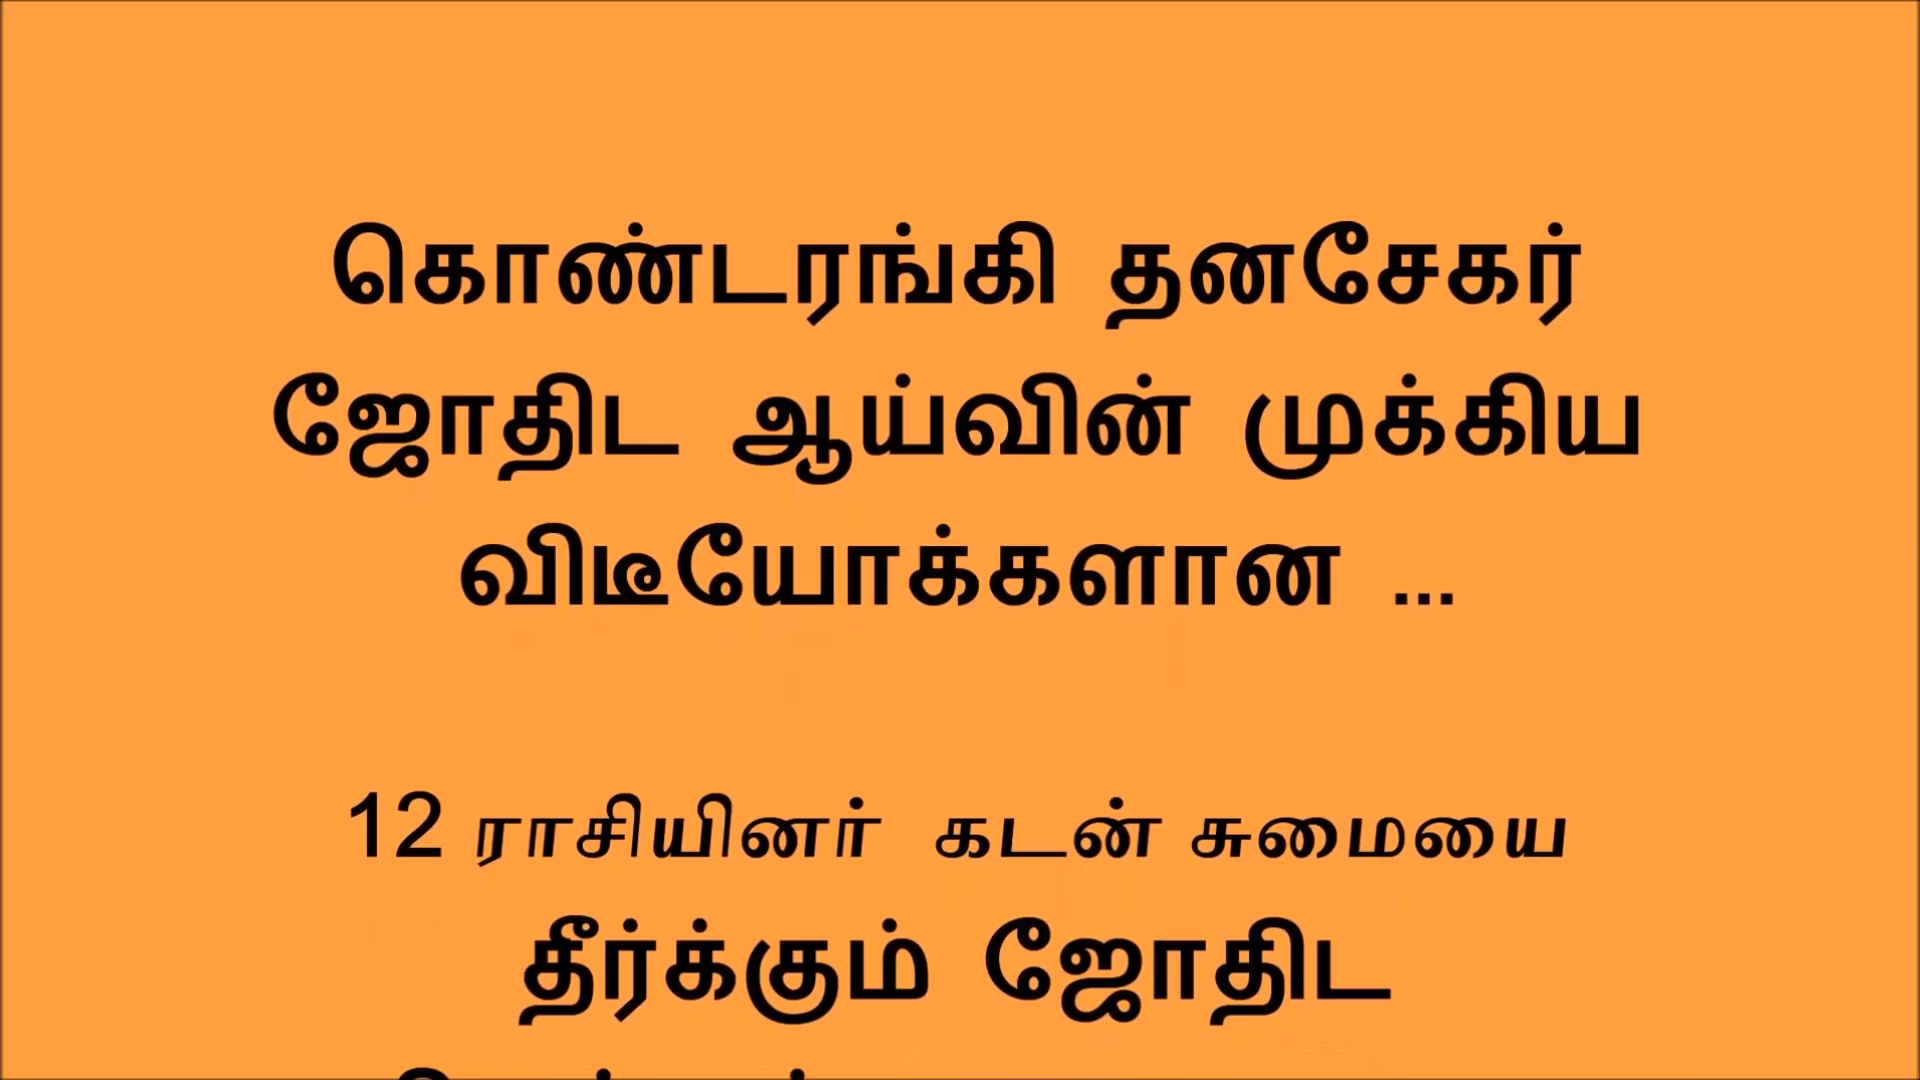 கொண்டரங்கி தனசேகர்
ஜோதிட ஆய்வின் முக்கிய
விடீயோக்களான ...
12 ராசியினர் கடன் சுமையை
தீர்க்கும் ஜோதிட